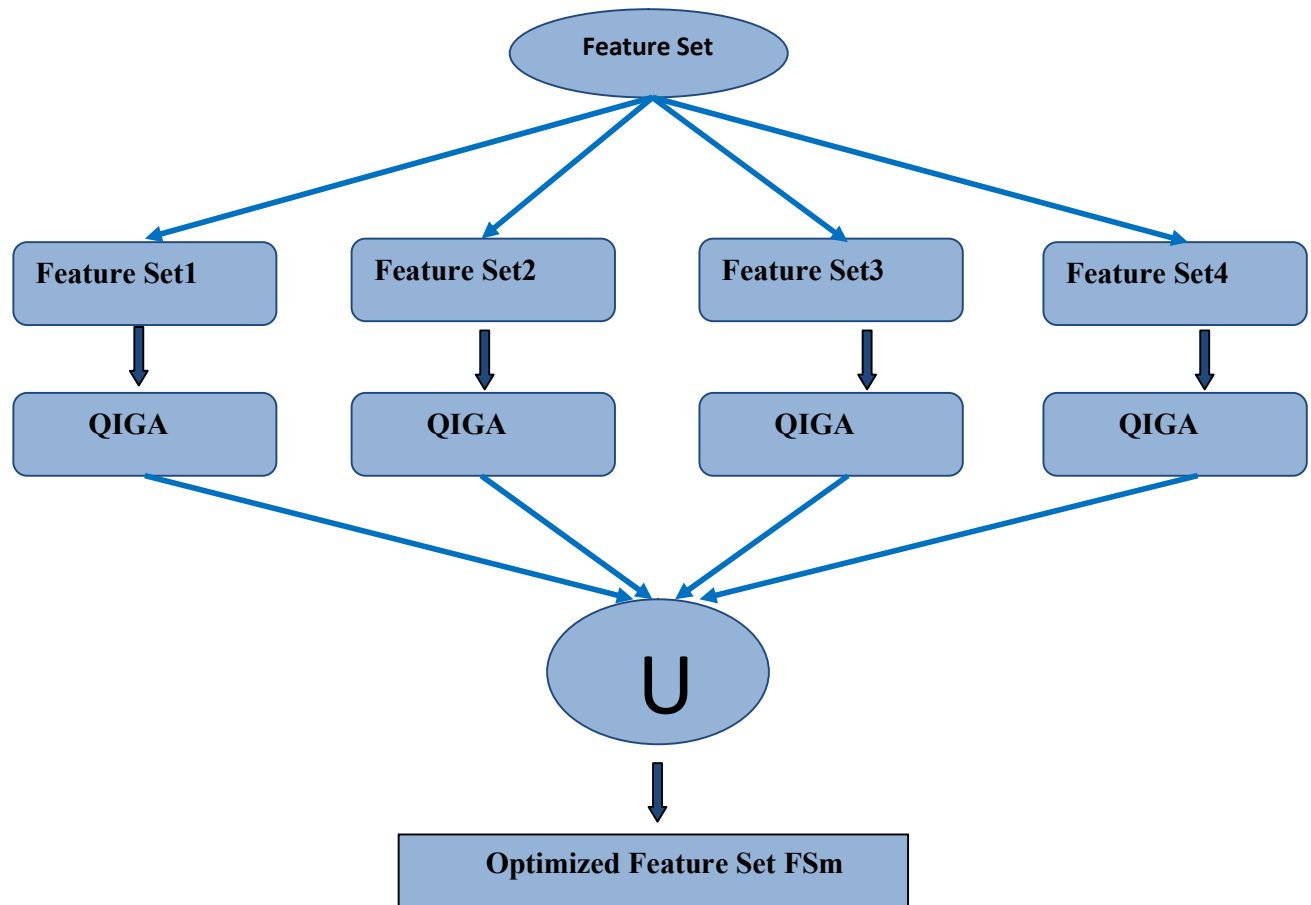 Feature Set
Feature Set1
Feature Set2
Feature Set3
Feature Set4
QIGA
QIGA
QIGA
QIGA
U
Optimized Feature Set FSm